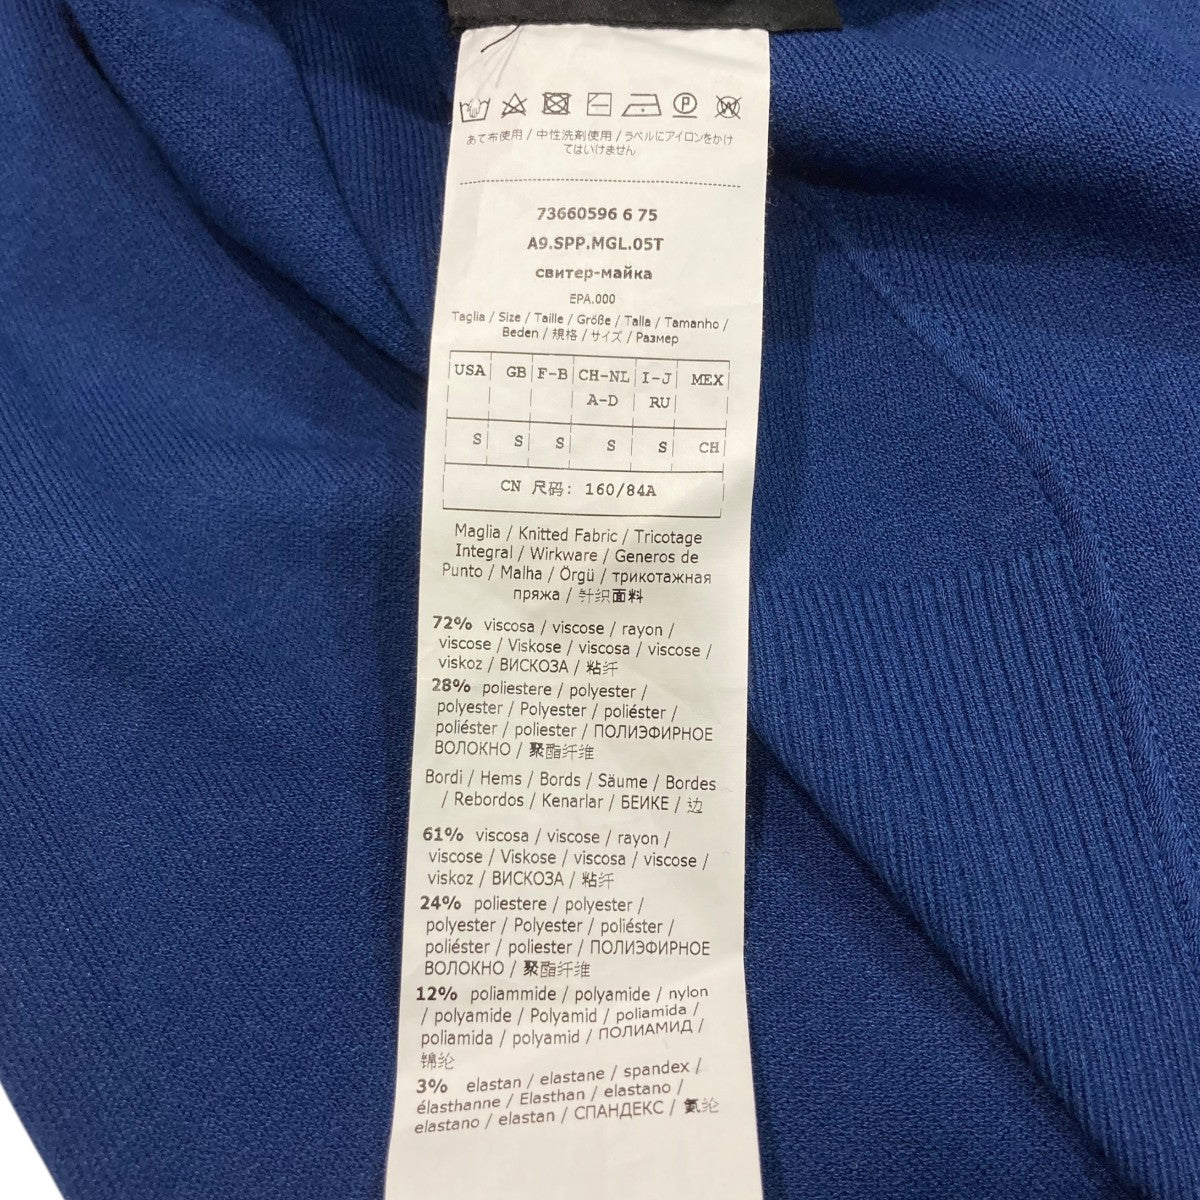 あて布使用 / 中性洗剤使用 / ラベルにアイロンをかけ
てはいけません
73660596 6 75
A9.SPP.MGL.05T
свитер-майка
EPA.000
Taglia / Size / Taille / Größe / Talla / Tamanho /
Beden / 規格 / サイズ / Размер
USA GB F-B CH-NL I-J MEX
A-D RU
S S S S S CH
CN 尺码: 160/84A
Maglia / Knitted Fabric / Tricotage
Integral / Wirkware / Generos de
Punto / Malha / Örgü / трикотажная
пряжа / 针织面料
72% viscosa / viscose / rayon /
viscose / Viskose / viscosa / viscose /
viskoz / ВИСКОЗА / 粘纤
28% poliestere / polyester /
polyester / Polyester / poliéster /
poliéster / poliester / ПОЛИЭФИРНОЕ
ВОЛОКНО / 聚酯纤维
Bordi / Hems / Bords / Säume / Bordes
/ Rebordos / Kenarlar / БЕЙКЕ / 边
61% viscosa / viscose / rayon /
viscose / Viskose / viscosa / viscose /
viskoz / ВИСКОЗА / 粘纤
24% poliestere / polyester /
polyester / Polyester / poliéster /
poliéster / poliester / ПОЛИЭФИРНОЕ
ВОЛОКНО / 聚酯纤维
12% poliammide / polyamide / nylon
/ polyamide / Polyamid / poliamida /
poliamida / polyamid / ПОЛИАМИД /
锦纶
3% elastan / elastane / spandex /
élasthanne / Elasthan / elastano /
elastano / elastan / СПАНДЕКС / 氨纶